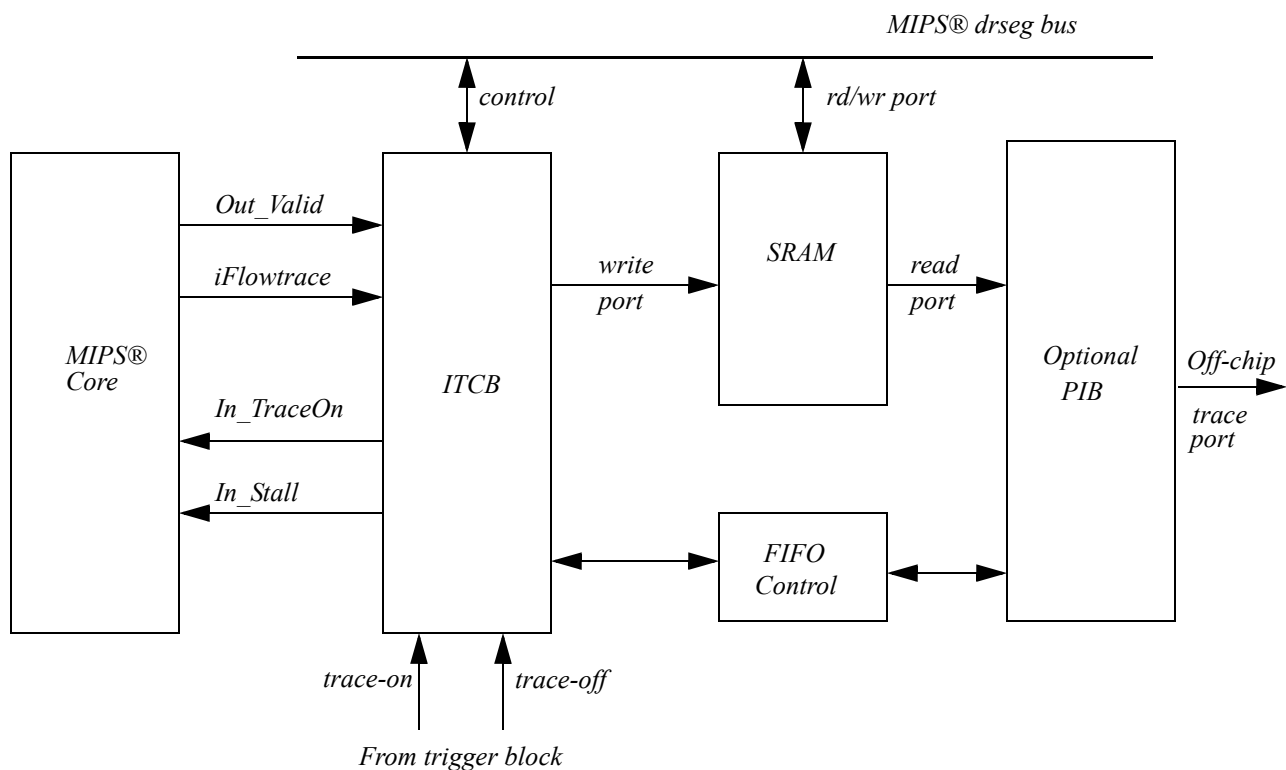 MIPS® drseg bus
control
rd/wr port
Out_Valid
iFlowtrace
MIPS®
Core
In_TraceOn
In_Stall
ITCB
write
port
SRAM
read
port
Optional
PIB
Off-chip
trace
port
FIFO
Control
trace-on
trace-off
From trigger block